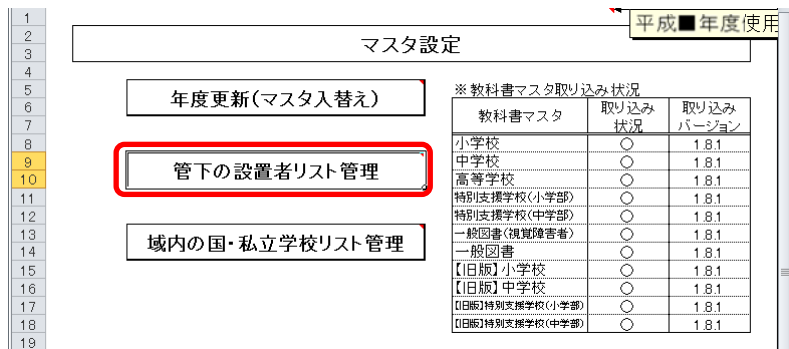 平成■年度使用
マスタ設定
年度更新(マスタ入替え)
管下の設置者リスト管理
域内の国・私立学校リスト管理
※教科書マスタ取り込み状況
教科書マスタ 取り込み状況 取り込みバージョン
小学校 ○ 1.8.1
中学校 ○ 1.8.1
高等学校 ○ 1.8.1
特別支援学校(小学部) ○ 1.8.1
特別支援学校(中学部) ○ 1.8.1
一般図書(視覚障害者) ○ 1.8.1
一般図書 ○ 1.8.1
【旧版】小学校 ○ 1.8.1
【旧版】中学校 ○ 1.8.1
【旧版】特別支援学校(小学部) ○ 1.8.1
【旧版】特別支援学校(中学部) ○ 1.8.1
1
2
3
4
5
6
7
8
9
10
11
12
13
14
15
16
17
18
19